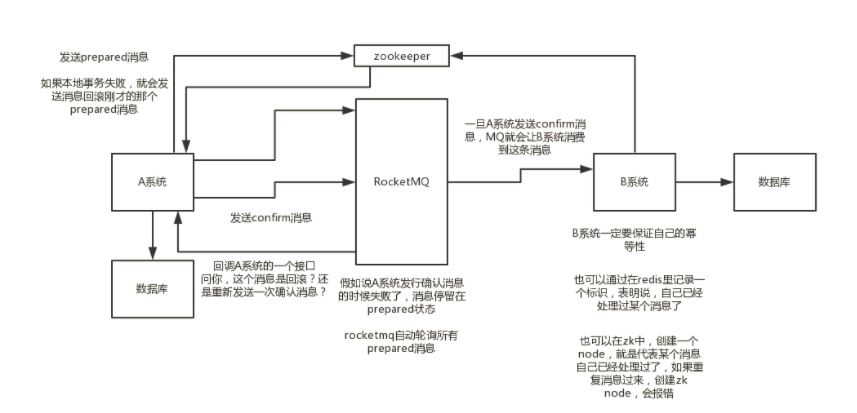 发送prepared消息
如果本地事务失败，就会发
送消息回滚刚才的那个
prepared消息
zookeeper
A系统
数据库
RocketMQ
发送confirm消息
回调A系统的一个接口
问你，这个消息是回滚？还
是重新发送一次确认消息？
假如说A系统发行确认消息
的时候失败了，消息停留在
prepared状态
rocketmq自动轮询所有
prepared消息
一旦A系统发送confirm消
息，MQ就会让B系统消费
到这条消息
B系统
数据库
B系统一定要保证自己的幂
等性
也可以通过在redis里记录一
个标识，表明说，自己已经
处理过某个消息了
也可以在zk中，创建一个
node，就是代表某个消息
自己已经处理过了，如果重
复消息过来，创建zk
node，会报错